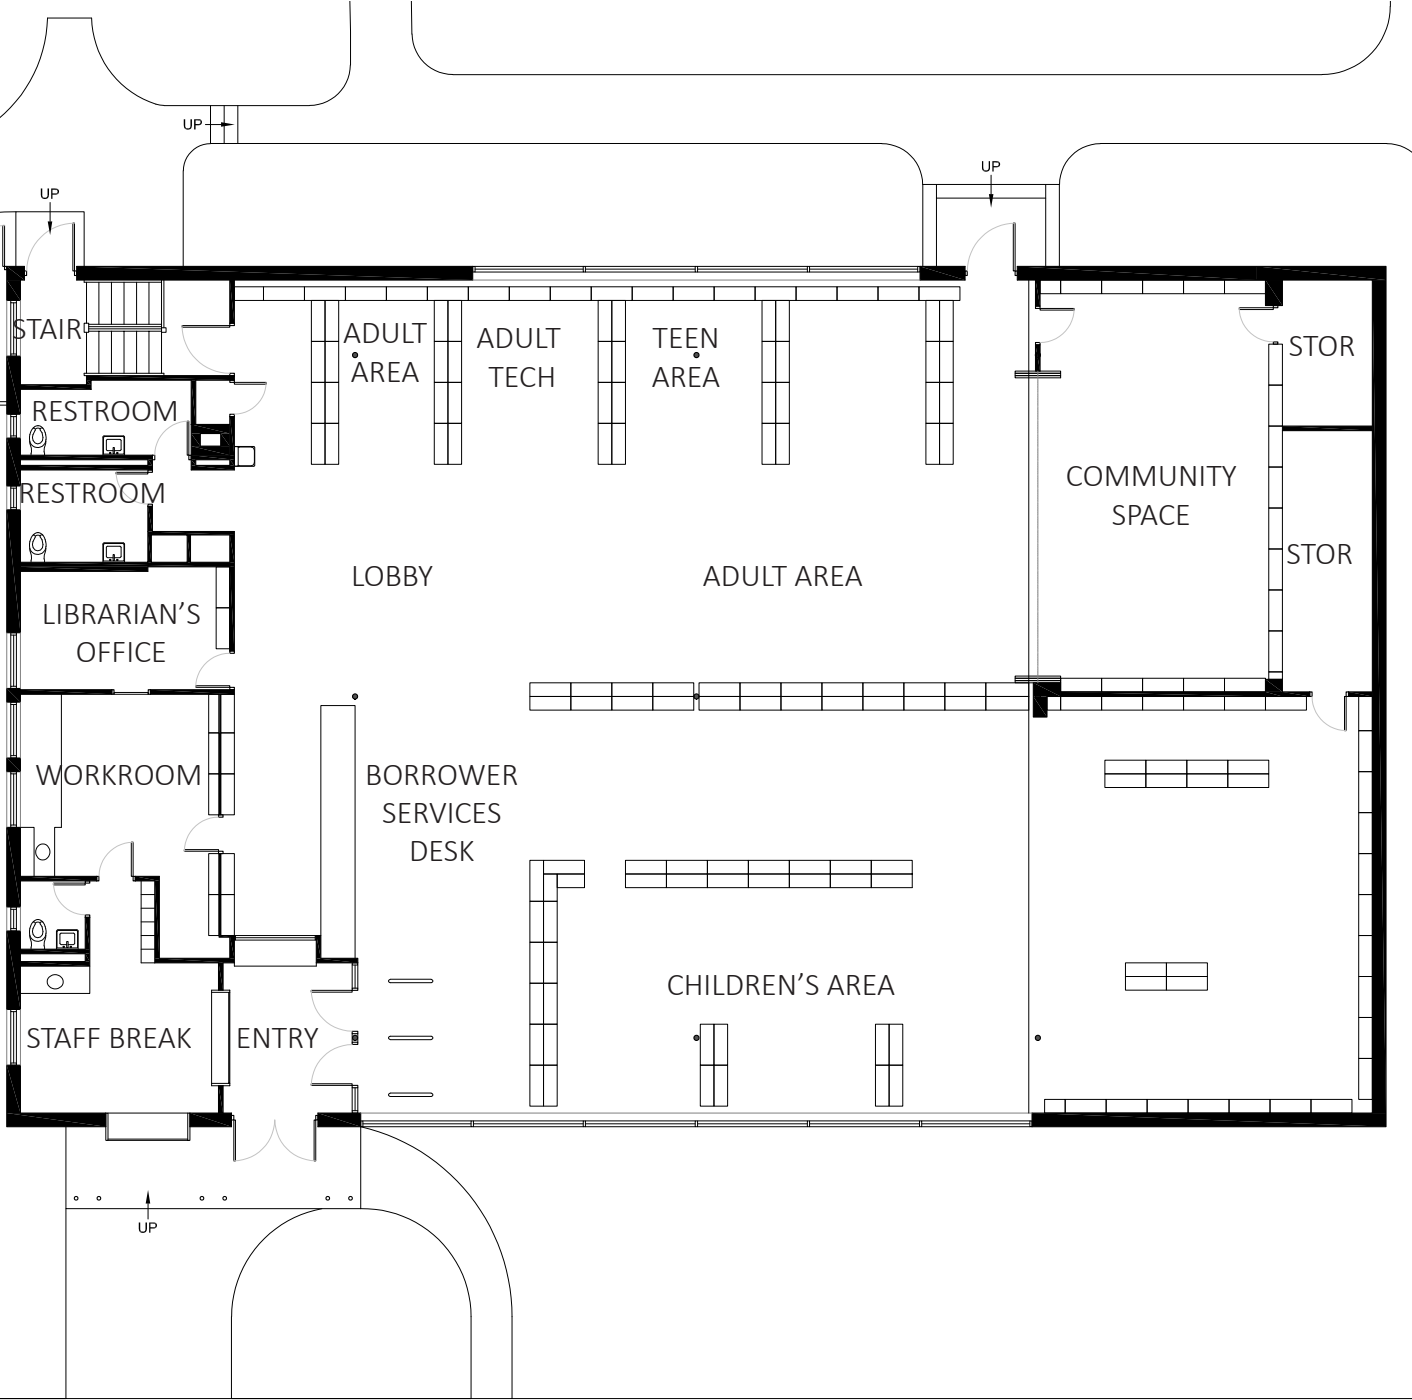 UP
UP
UP
STAIR
ADULT
AREA
ADULT
TECH
TEEN
AREA
STOR
RESTROOM
RESTROOM
COMMUNITY
SPACE
STOR
LOBBY
ADULT AREA
LIBRARIAN’S
OFFICE
WORKROOM
BORROWER
SERVICES
DESK
CHILDREN’S AREA
STAFF BREAK
ENTRY
UP